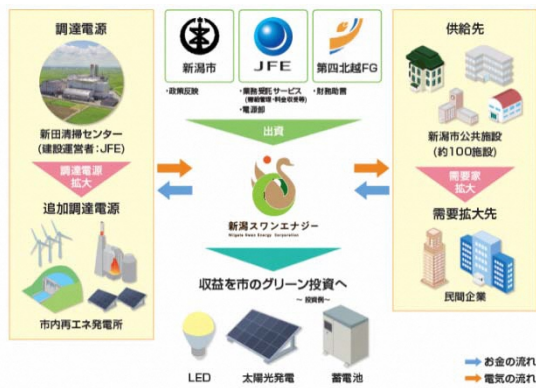 調達電源
新田清掃センター
(建設運営者:JFE)
調達電源
拡大
追加調達電源
市内再エネ発電所
新潟市
JFE
第四北越FG
・政策反映
・業務受託サービス
(需給管理・料金収受等)
・電源卸
・財務助言
出資
新潟スワンエナジー
Niigata Swan Energy Corporation
収益を市のグリーン投資へ
～ 投資例～
LED
太陽光発電
蓄電池
供給先
新潟市公共施設
(約100施設)
需要家
拡大
需要拡大先
民間企業
お金の流れ
電気の流れ